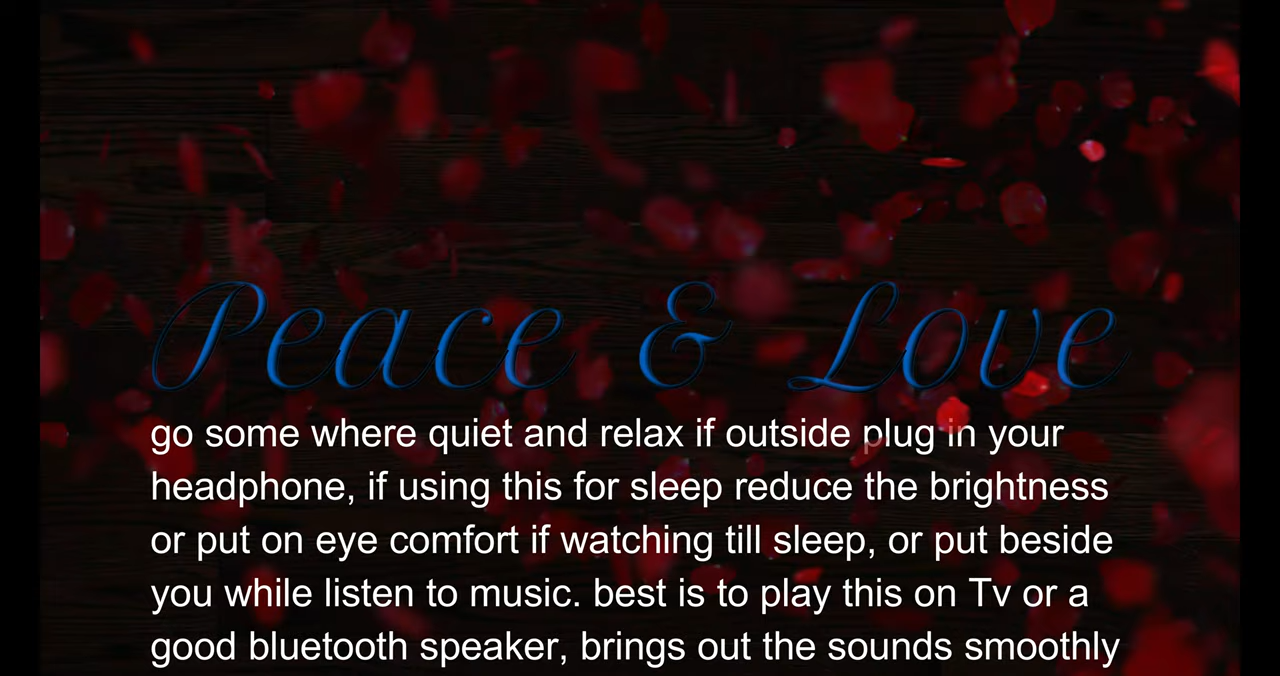 Peace & Love
go some where quiet and relax if outside plug in your
headphone, if using this for sleep reduce the brightness
or put on eye comfort if watching till sleep, or put beside
you while listen to music. best is to play this on Tv or a
good bluetooth speaker, brings out the sounds smoothly